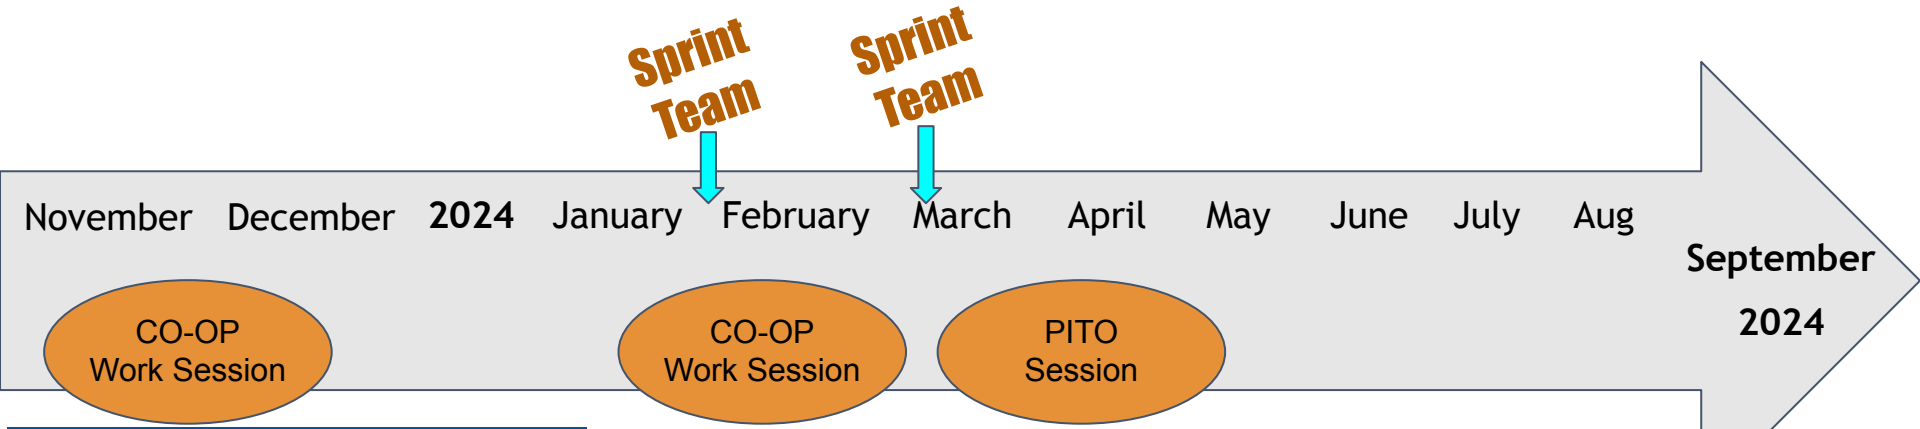 Sprint
Team
Sprint
Team
November December 2024 January February March April May June July Aug
September
2024
CO-OP
Work Session
CO-OP
Work Session
PITO
Session